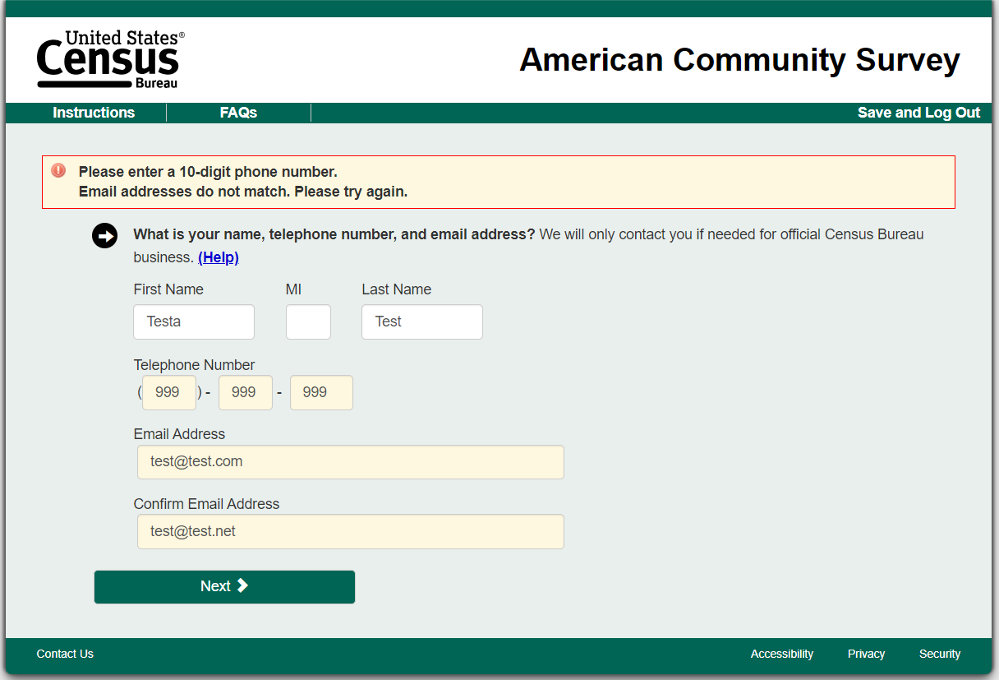 United States®
Census
Bureau
American Community Survey
Instructions FAQs Save and Log Out
Please enter a 10-digit phone number.
Email addresses do not match. Please try again.
What is your name, telephone number, and email address? We will only contact you if needed for official Census Bureau
business. (Help)
First Name MI Last Name
Testa Test
Telephone Number
(999) - 999 - 999
Email Address
test@test.com
Confirm Email Address
test@test.net
Next
Contact Us Accessibility Privacy Security